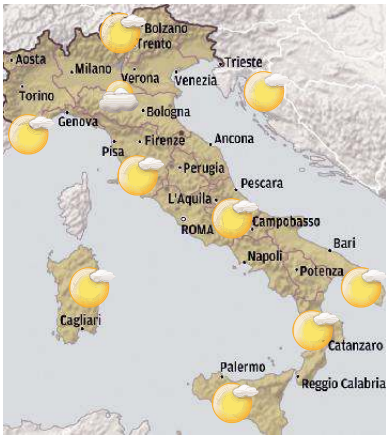 Bolzano
Trento
Aosta
Milano
Verona
Venezia
Trieste
Torino
Genova
Bologna
Pisa
Firenze
Ancona
Perugia
Pescara
L'Aquila
ROMA
Campobasso
Bari
Napoli
Potenza
Cagliari
Catanzaro
Palermo
Reggio Calabria